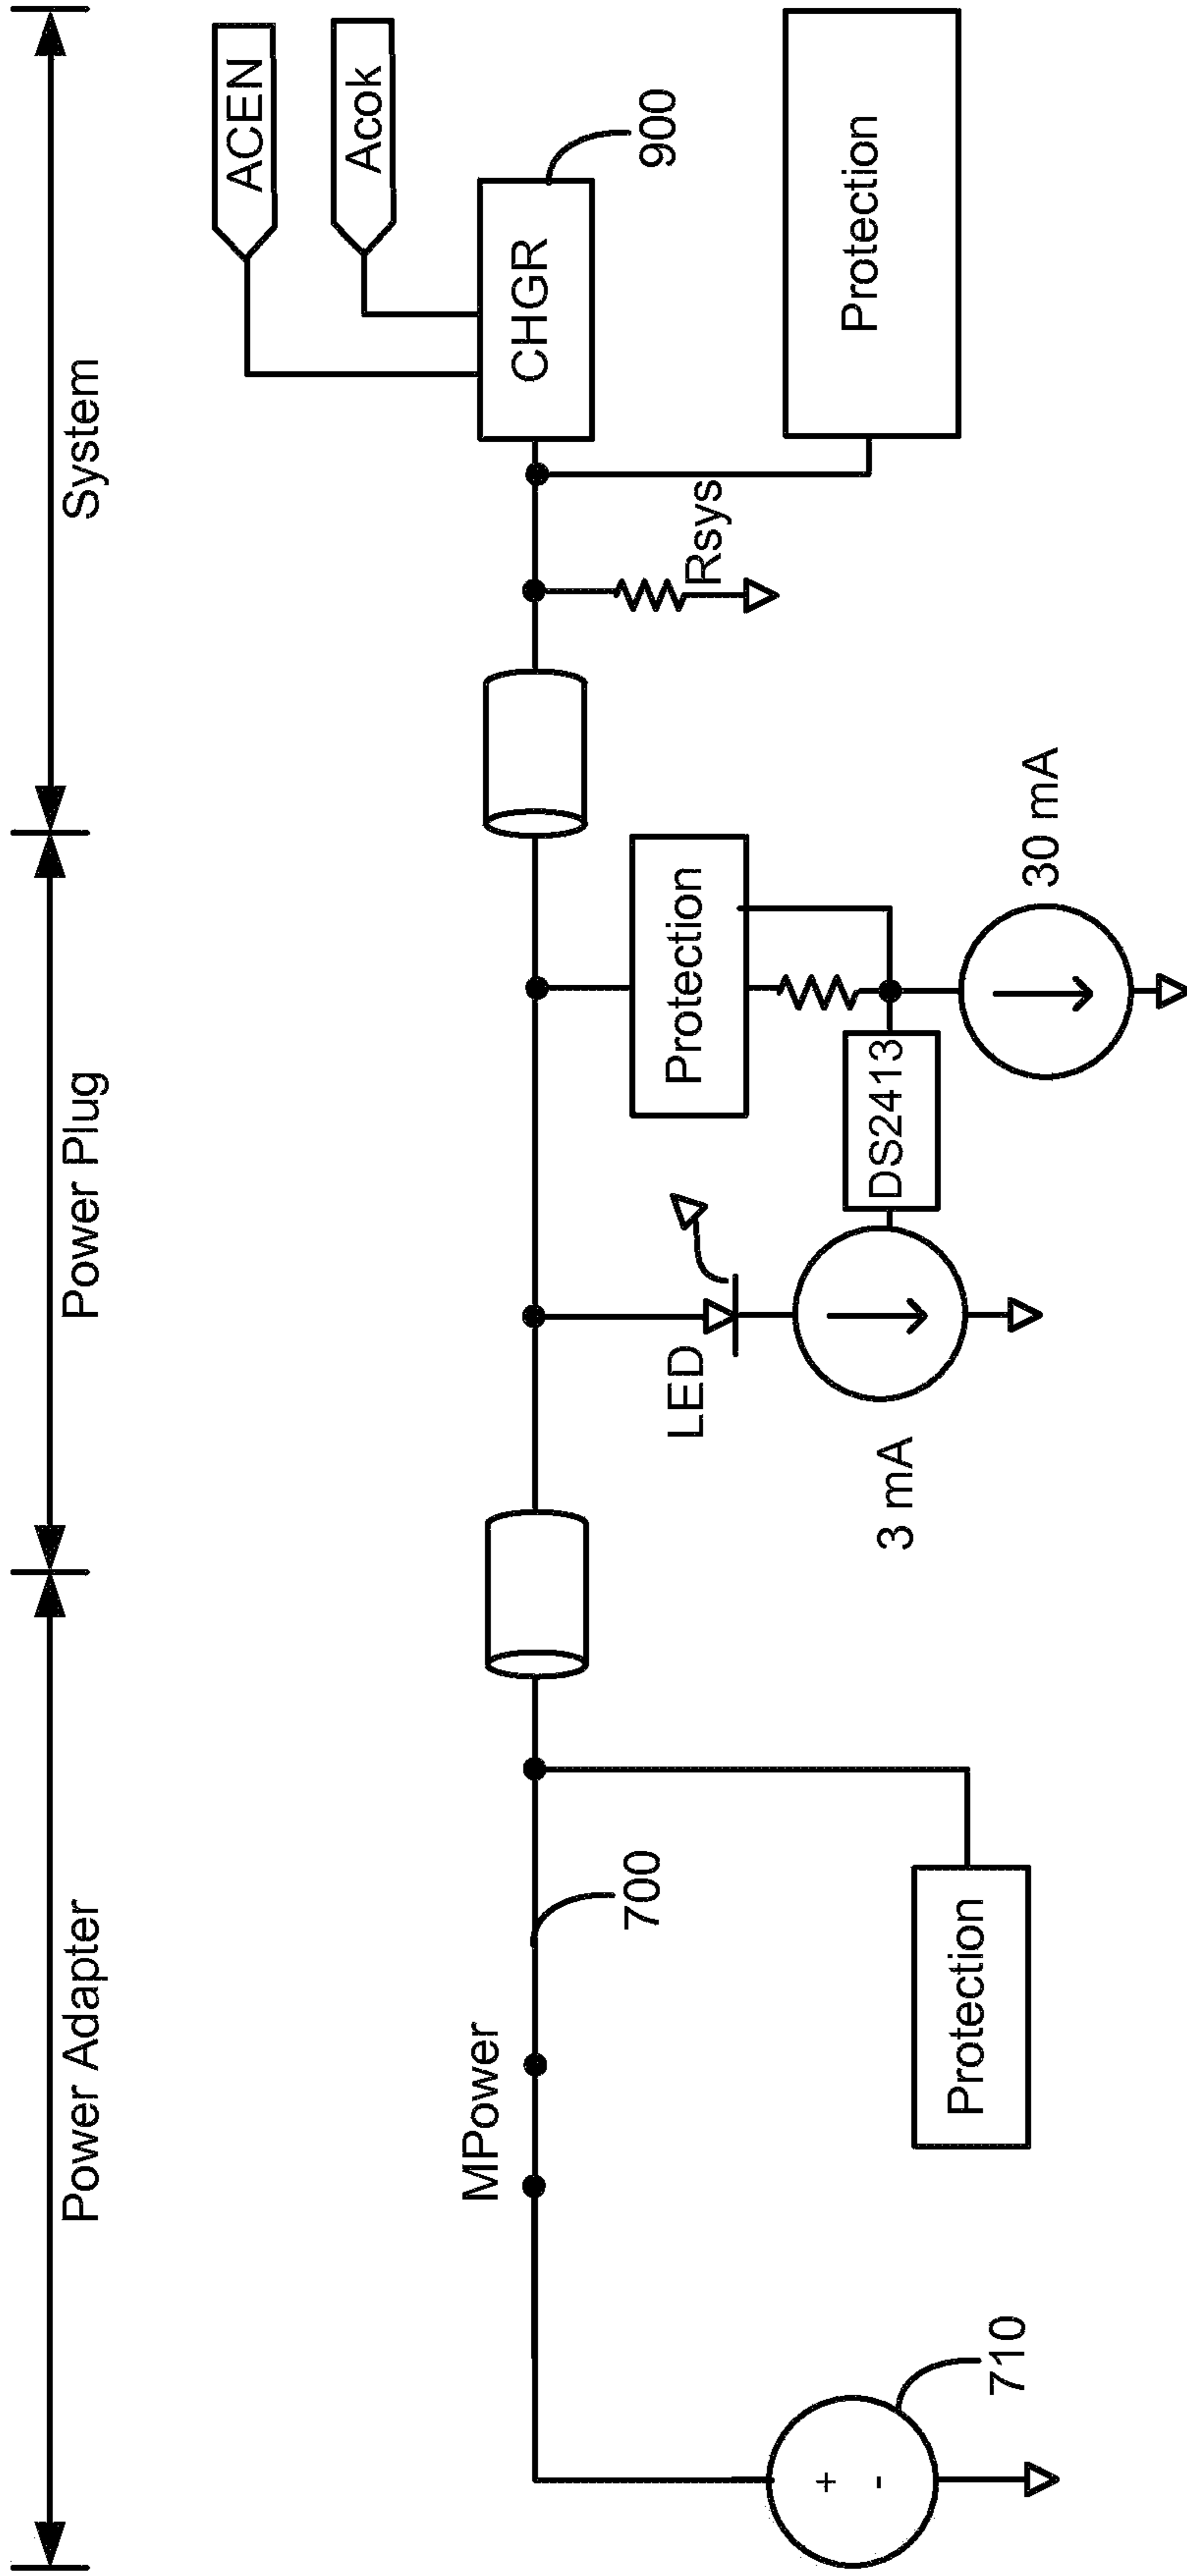 Power Adapter
Power Plug
System
ACEN
Acok
MPower
700
CHGR
900
LED
Protection
Rsys
Protection
3 mA
DS2413
Protection
710
+
-
Protection
30 mA